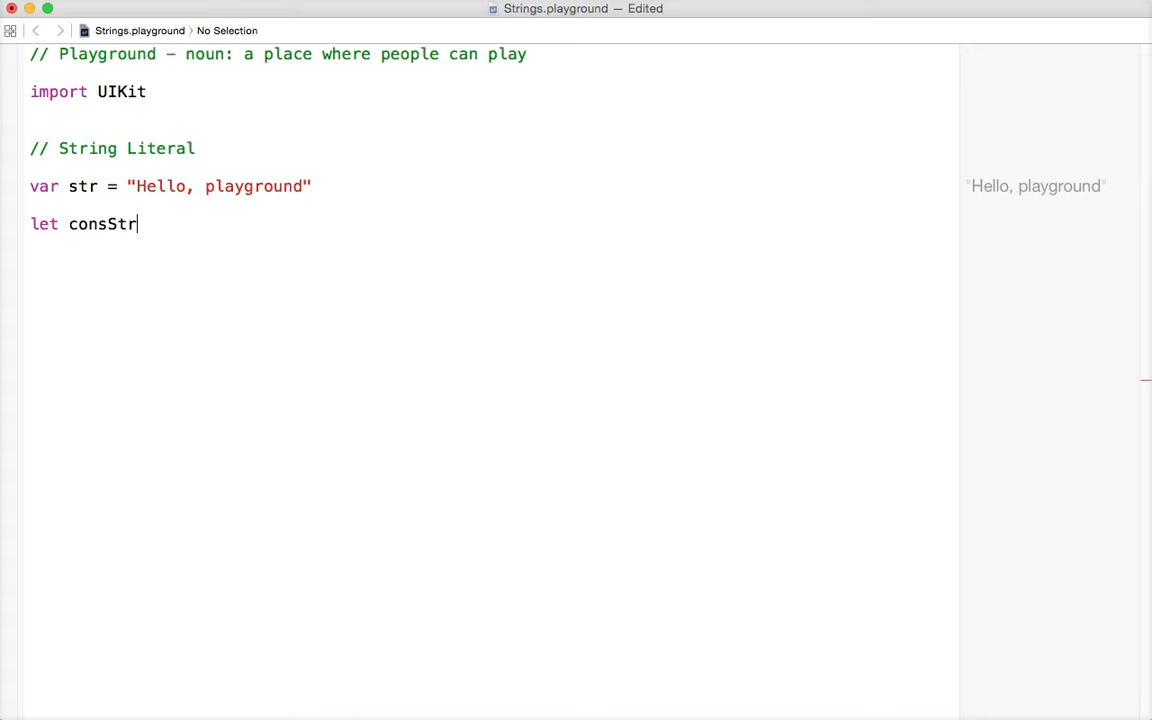 Strings.playground — Edited
Strings.playground 〉 No Selection
// Playground – noun: a place where people can play
import UIKit
// String Literal
var str = "Hello, playground"
"Hello, playground"
let consStr